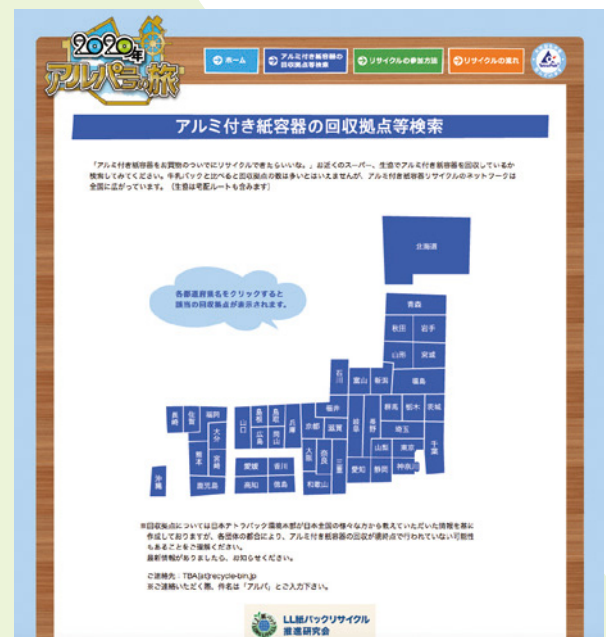 2020年
アルパラの旅
ホーム
アルミ付き紙容器の
回収拠点等検索
リサイクルの参加方法
リサイクルの流れ
アルミ付き紙容器の回収拠点等検索
「アルミ付き紙容器をお買物のついでにリサイクルできたらいいな。」お近くのスーパー、生協でアルミ付き紙容器を回収しているか
検索してみてください。牛乳パックと比べると回収拠点の数は多いとはいえませんが、アルミ付き紙容器リサイクルのネットワークは
全国に広がっています。(生協は宅配ルートも含みます)
北海道
各都道府県名をクリックすると
該当の回収拠点が表示されます。
青森
秋田 岩手
山形 宮城
石川 富山 新潟 福島
長崎 佐賀 福岡 山口 島根 鳥取 兵庫 福井 岐阜 長野 群馬 栃木 茨城
大分 広島 岡山 京都 滋賀 埼玉
熊本 宮崎 大阪 奈良 三重 山梨 東京 千葉
沖縄 鹿児島 愛媛 香川 高知 徳島 和歌山 愛知 静岡 神奈川
※回収拠点については日本テトラパック環境本部が日本全国の様々な方から教えていただいた情報を基に
作成しておりますが、各団体の都合により、アルミ付き紙容器の回収が最終点で行われていない可能性
もあることをご理解ください。
最新情報がありましたら、お知らせください。
ご連絡先:TBA[at]recycle-bin.jp
※ご連絡いただく際、件名は「アルパ」とご入力下さい。
LL紙パックリサイクル
推進研究会